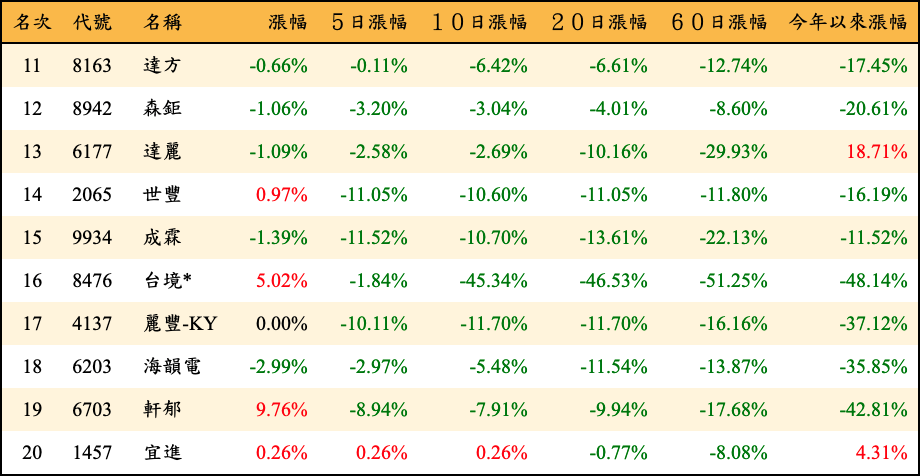 名次 代號 名稱 漲幅 ５日漲幅 １０日漲幅 ２０日漲幅 ６０日漲幅 今年以來漲幅
11 8163 達方 -0.66% -0.11% -6.42% -6.61% -12.74% -17.45%
12 8942 森鉅 -1.06% -3.20% -3.04% -4.01% -8.60% -20.61%
13 6177 達麗 -1.09% -2.58% -2.69% -10.16% -29.93% 18.71%
14 2065 世豐 0.97% -11.05% -10.60% -11.05% -11.80% -16.19%
15 9934 成霖 -1.39% -11.52% -10.70% -13.61% -22.13% -11.52%
16 8476 台境* 5.02% -1.84% -45.34% -46.53% -51.25% -48.14%
17 4137 麗豐-KY 0.00% -10.11% -11.70% -11.70% -16.16% -37.12%
18 6203 海韻電 -2.99% -2.97% -5.48% -11.54% -13.87% -35.85%
19 6703 軒郁 9.76% -8.94% -7.91% -9.94% -17.68% -42.81%
20 1457 宜進 0.26% 0.26% 0.26% -0.77% -8.08% 4.31%